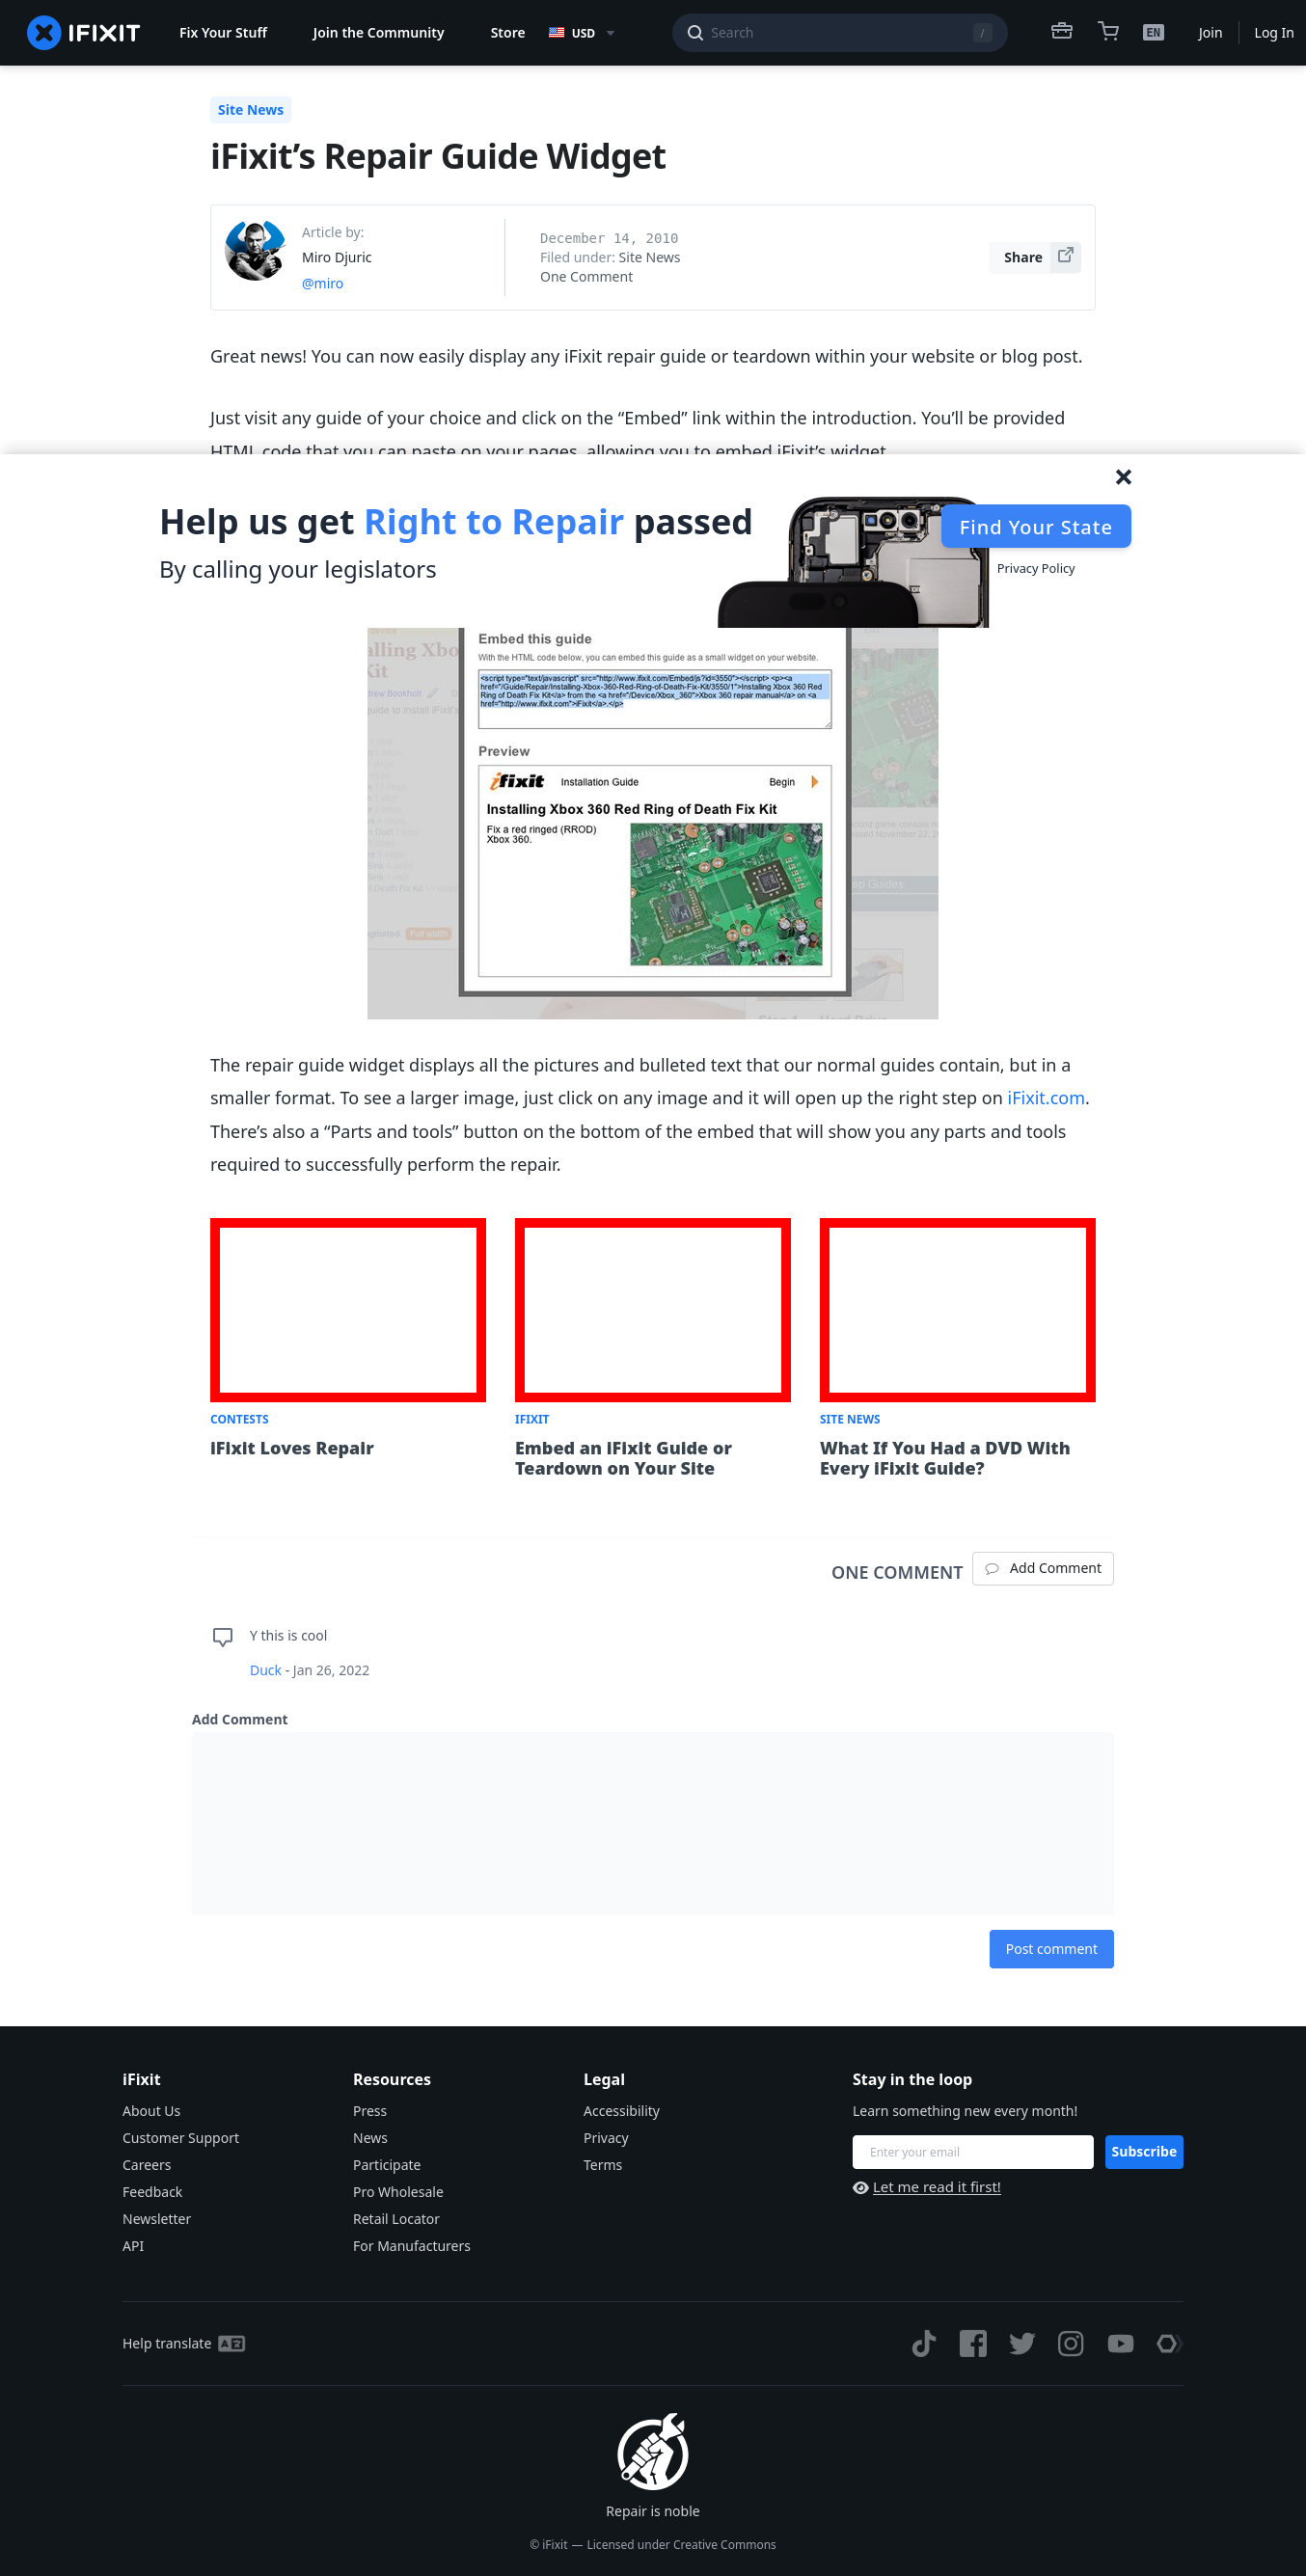 IFIXIT
Fix Your Stuff
Join the Community
Store
USD
Search
/
EN
Join
Log In
Site News
iFixit’s Repair Guide Widget
Article by:
Miro Djuric
@miro
December 14, 2010
Filed under: Site News
One Comment
Share
Great news! You can now easily display any iFixit repair guide or teardown within your website or blog post.
Just visit any guide of your choice and click on the “Embed” link within the introduction. You’ll be provided
HTML code that you can paste on your pages, allowing you to embed iFixit’s widget
Help us get Right to Repair passed
By calling your legislators
Find Your State
Privacy Policy
Embed this guide
With the HTML code below, you can embed this guide as a small widget on your website.
<script type="text/javascript" src="http://www.ifixit.com/Embed/js?id=3550"></script> <p><a
href="/Guide/Repair/Installing-Xbox-360-Red-Ring-of-Death-Fix-Kit/3550/1">Installing Xbox 360 Red
Ring of Death Fix Kit</a> from the <a href="/Device/Xbox_360">Xbox 360 repair manual</a> on <a
href="http://www.ifixit.com">iFixit</a>.</p>
Preview
ifixit
Installation Guide
Begin
Installing Xbox 360 Red Ring of Death Fix Kit
Fix a red ringed (RROD)
Xbox 360.
The repair guide widget displays all the pictures and bulleted text that our normal guides contain, but in a
smaller format. To see a larger image, just click on any image and it will open up the right step on iFixit.com.
There’s also a “Parts and tools” button on the bottom of the embed that will show you any parts and tools
required to successfully perform the repair.
CONTESTS
iFixit Loves Repair
IFIXIT
Embed an iFixit Guide or
Teardown on Your Site
SITE NEWS
What If You Had a DVD With
Every iFixit Guide?
ONE COMMENT
Add Comment
Y this is cool
Duck - Jan 26, 2022
Add Comment
Post comment
iFixit
About Us
Customer Support
Careers
Feedback
Newsletter
API
Resources
Press
News
Participate
Pro Wholesale
Retail Locator
For Manufacturers
Legal
Accessibility
Privacy
Terms
Stay in the loop
Learn something new every month!
Enter your email
Subscribe
Let me read it first!
Help translate
Repair is noble
© iFixit — Licensed under Creative Commons